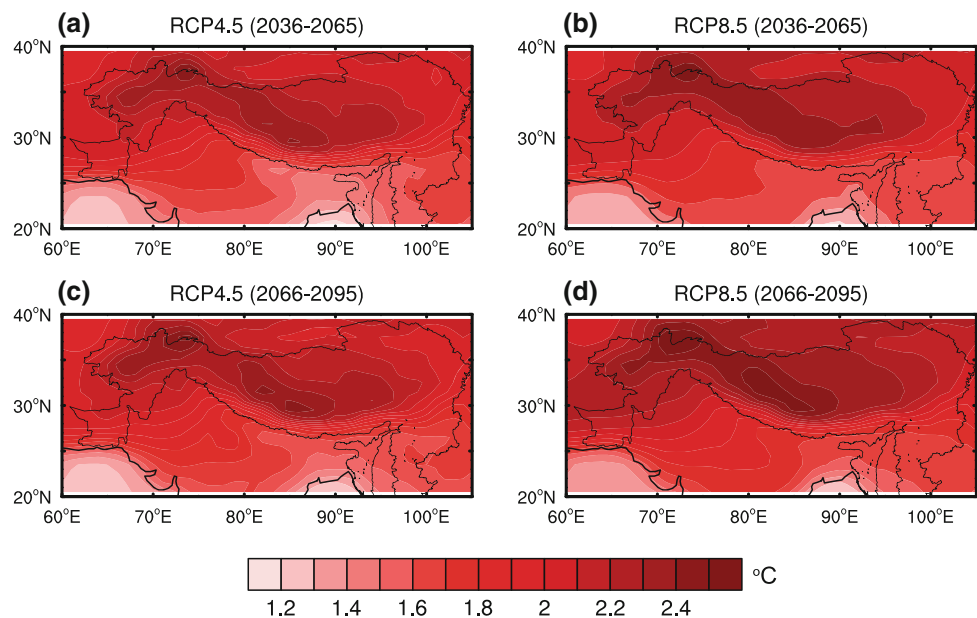 (a) RCP4.5 (2036-2065)
(b) RCP8.5 (2036-2065)
40°N
30°N
20°N
60°E 70°E 80°E 90°E 100°E
40°N
30°N
20°N
60°E 70°E 80°E 90°E 100°E
(c) RCP4.5 (2066-2095)
(d) RCP8.5 (2066-2095)
40°N
30°N
20°N
60°E 70°E 80°E 90°E 100°E
40°N
30°N
20°N
60°E 70°E 80°E 90°E 100°E
°C
1.2 1.4 1.6 1.8 2 2.2 2.4